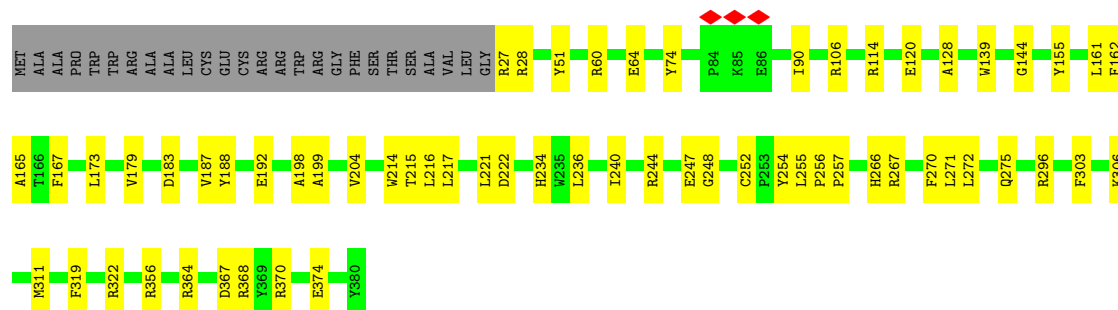 MET ALA ALA PRO TRP TRP ARG ALA ALA LEU CYS GLU CYS ARG ARG TRP ARG GLY PHE SER THR SER ALA VAL LEU GLY R27 R28 Y51 R60 E64 Y74 P84 K85 E86 I90 R106 R114 E120 A128 W139 G144 Y155 L161 F162
A165 T166 F167 L173 V179 D183 V187 Y188 E192 A198 A199 V204 W214 T215 L216 L217 L221 D222 H234 W235 L236 I240 R244 E247 G248 C252 P253 Y254 L255 P256 P257 H266 R267 F270 L271 L272 Q275 R296 F303
M311 F319 R322 R356 R364 D367 R368 Y369 R370 E374 Y380